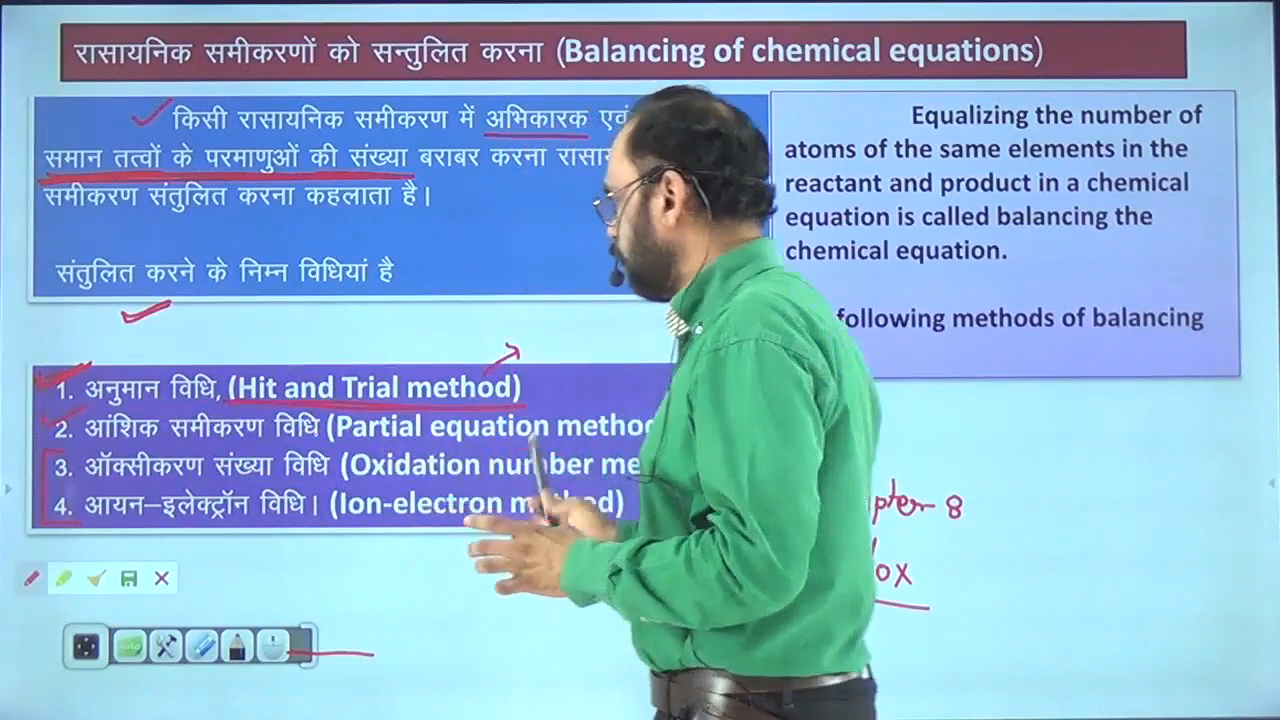 रासायनिक समीकरणों को सन्तुलित करना (Balancing of chemical equations)
किसी रासायनिक समीकरण में अभिकारक एवं
समान तत्वों के परमाणुओं की संख्या बराबर करना
समीकरण संतुलित करना कहलाता है।
संतुलित करने के निम्न विधियां है
Equalizing the number of
atoms of the same elements in the
reactant and product in a chemical
equation is called balancing the
chemical equation.
following methods of balancing
1. अनुमान विधि, (Hit and Trial method)
2. आंशिक समीकरण विधि (Partial equation
3. ऑक्सीकरण संख्या विधि (Oxidation number
4. आयन–इलेक्ट्रॉन विधि। (Ion-electron
8